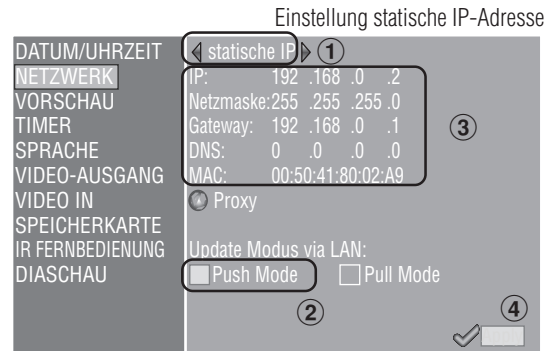 Einstellung statische IP-Adresse
DATUM/UHRZEIT
statische IP
1
NETZWERK
IP: 192 .168 .0 .2
VORSCHAU
Netzmaske:255 .255 .255 .0
TIMER
Gateway: 192 .168 .0 .1
3
SPRACHE
DNS: 0 .0 .0 .0
VIDEO-AUSGANG
MAC: 00:50:41:80:02:A9
VIDEO IN
Proxy
SPEICHERKARTE
IR FERNBEDIENUNG
Update Modus via LAN:
DIASCHAU
Push Mode
Pull Mode
2
4